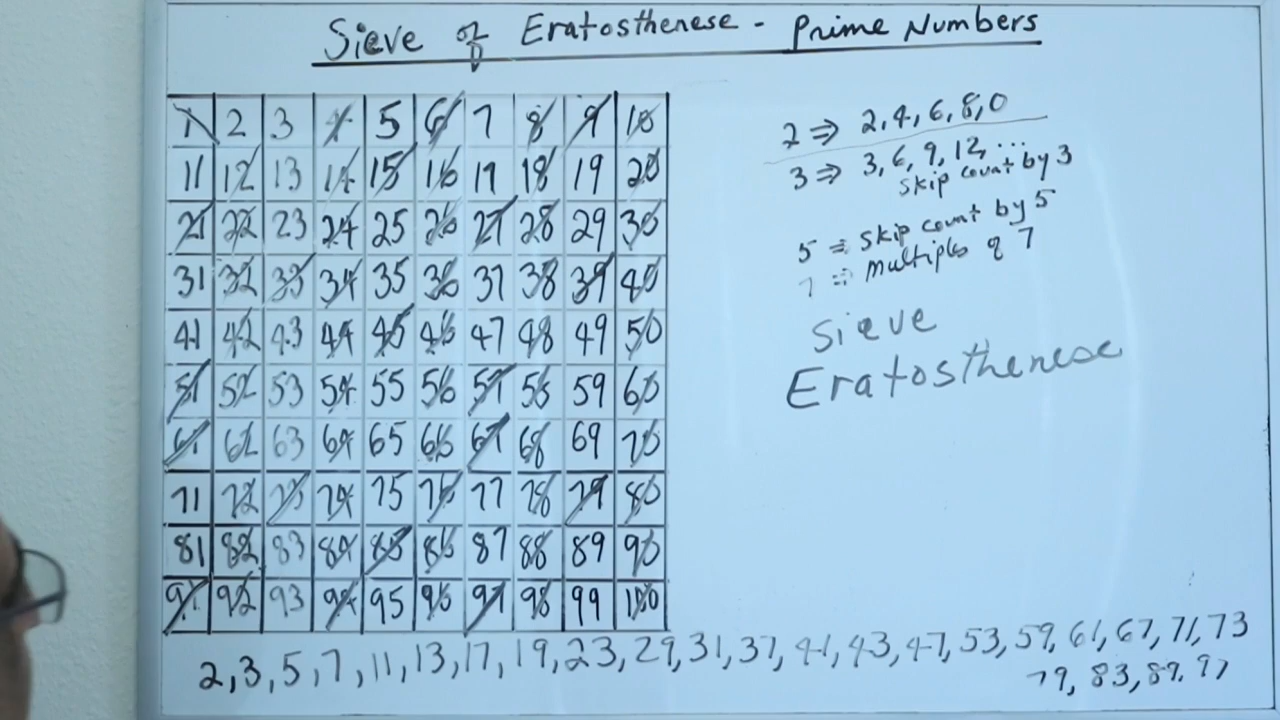 Sieve of Eratosthenese - Prime Numbers
1 2 3 4 5 6 7 8 9 10
11 12 13 14 15 16 17 18 19 20
21 22 23 24 25 26 27 28 29 30
31 32 33 34 35 36 37 38 39 40
41 42 43 44 45 46 47 48 49 50
51 52 53 54 55 56 57 58 59 60
61 62 63 64 65 66 67 68 69 70
71 72 73 74 75 76 77 78 79 80
81 82 83 84 85 86 87 88 89 90
91 92 93 94 95 96 97 98 99 100
2 ⇒ 2,4,6,8,0
3 ⇒ 3,6,9,12,...
skip count by 3
5 ⇒ skip count by 5
7 ⇒ multiples of 7
Sieve
Eratosthenese
2,3,5,7,11,13,17,19,23,29,31,37,41,43,47,53,59,61,67,71,73
79,83,89,97